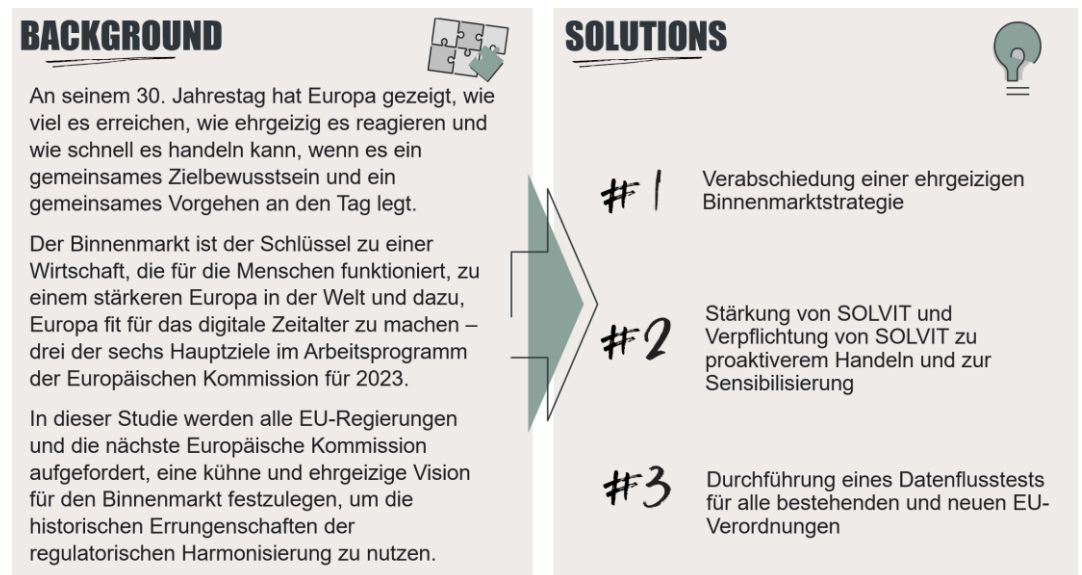 BACKGROUND
An seinem 30. Jahrestag hat Europa gezeigt, wie
viel es erreichen, wie ehrgeizig es reagieren und
wie schnell es handeln kann, wenn es ein
gemeinsames Zielbewusstsein und ein
gemeinsames Vorgehen an den Tag legt.
Der Binnenmarkt ist der Schlüssel zu einer
Wirtschaft, die für die Menschen funktioniert, zu
einem stärkeren Europa in der Welt und dazu,
Europa fit für das digitale Zeitalter zu machen –
drei der sechs Hauptziele im Arbeitsprogramm
der Europäischen Kommission für 2023.
In dieser Studie werden alle EU-Regierungen
und die nächste Europäische Kommission
aufgefordert, eine kühne und ehrgeizige Vision
für den Binnenmarkt festzulegen, um die
historischen Errungenschaften der
regulatorischen Harmonisierung zu nutzen.
SOLUTIONS
#1
Verabschiedung einer ehrgeizigen
Binnenmarktstrategie
#2
Stärkung von SOLVIT und
Verpflichtung von SOLVIT zu
proaktiverem Handeln und zur
Sensibilisierung
#3
Durchführung eines Datenflusstests
für alle bestehenden und neuen EU-
Verordnungen